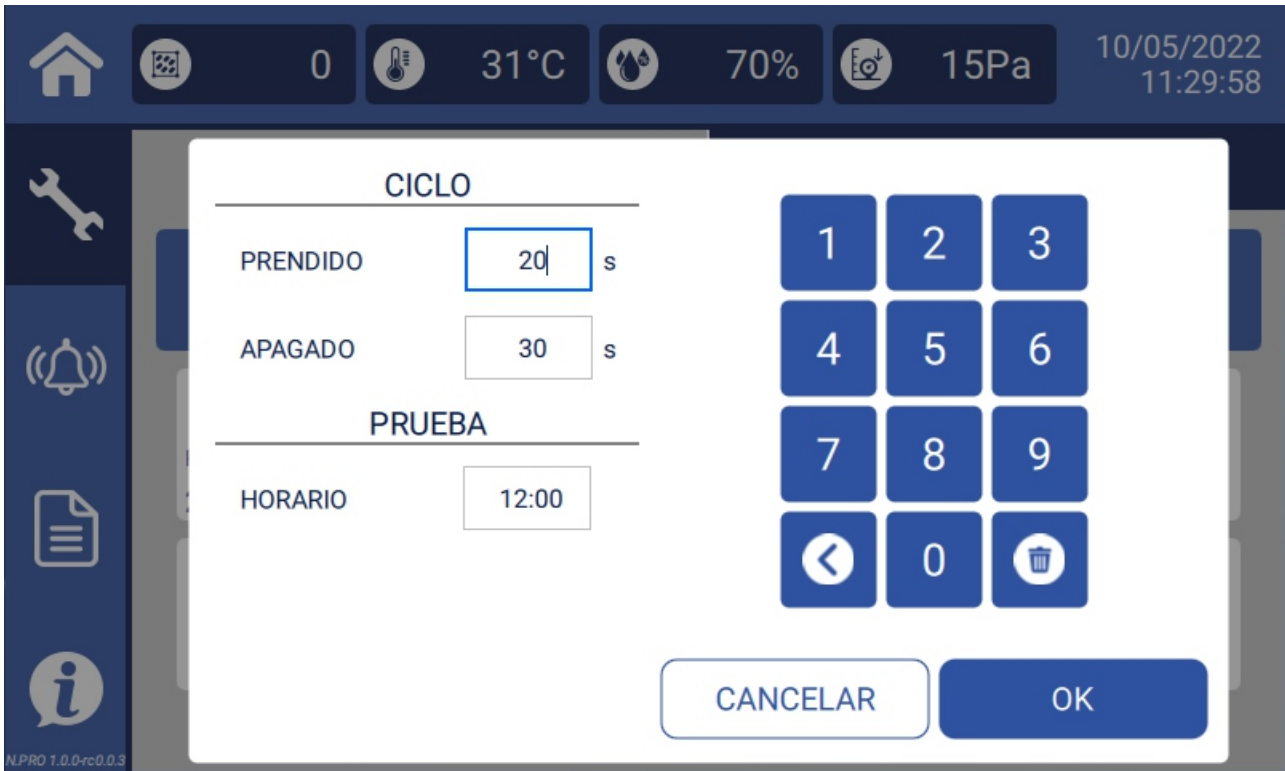 0 31°C 70% 15Pa 10/05/2022
11:29:58
CICLO
PRENDIDO 20 s
APAGADO 30 s
PRUEBA
HORARIO 12:00
1 2 3
4 5 6
7 8 9
0
CANCELAR OK
N.PRO 1.0.0-rc0.0.3